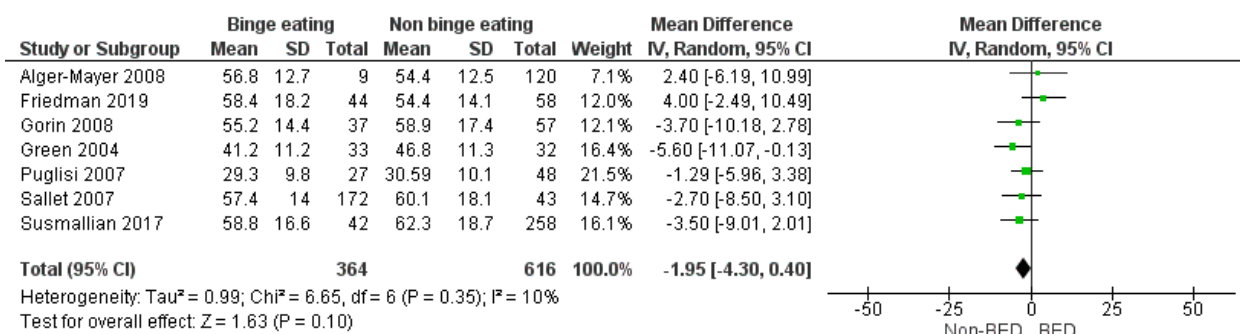 Binge eating Non binge eating Mean Difference Mean Difference
Study or Subgroup Mean SD Total Mean SD Total Weight IV, Random, 95% CI IV, Random, 95% CI
Alger-Mayer 2008 56.8 12.7 9 54.4 12.5 120 7.1% 2.40 [-6.19, 10.99]
Friedman 2019 58.4 18.2 44 54.4 14.1 58 12.0% 4.00 [-2.49, 10.49]
Gorin 2008 55.2 14.4 37 58.9 17.4 57 12.1% -3.70 [-10.18, 2.78]
Green 2004 41.2 11.2 33 46.8 11.3 32 16.4% -5.60 [-11.07, -0.13]
Puglisi 2007 29.3 9.8 27 30.59 10.1 48 21.5% -1.29 [-5.96, 3.38]
Sallet 2007 57.4 14 172 60.1 18.1 43 14.7% -2.70 [-8.50, 3.10]
Susmallian 2017 58.8 16.6 42 62.3 18.7 258 16.1% -3.50 [-9.01, 2.01]
Total (95% CI) 364 616 100.0% -1.95 [-4.30, 0.40]
Heterogeneity: Tau² = 0.99; Chi² = 6.65, df = 6 (P = 0.35); I² = 10%
Test for overall effect: Z = 1.63 (P = 0.10)
-50 -25 0 25 50
Non-BED BED